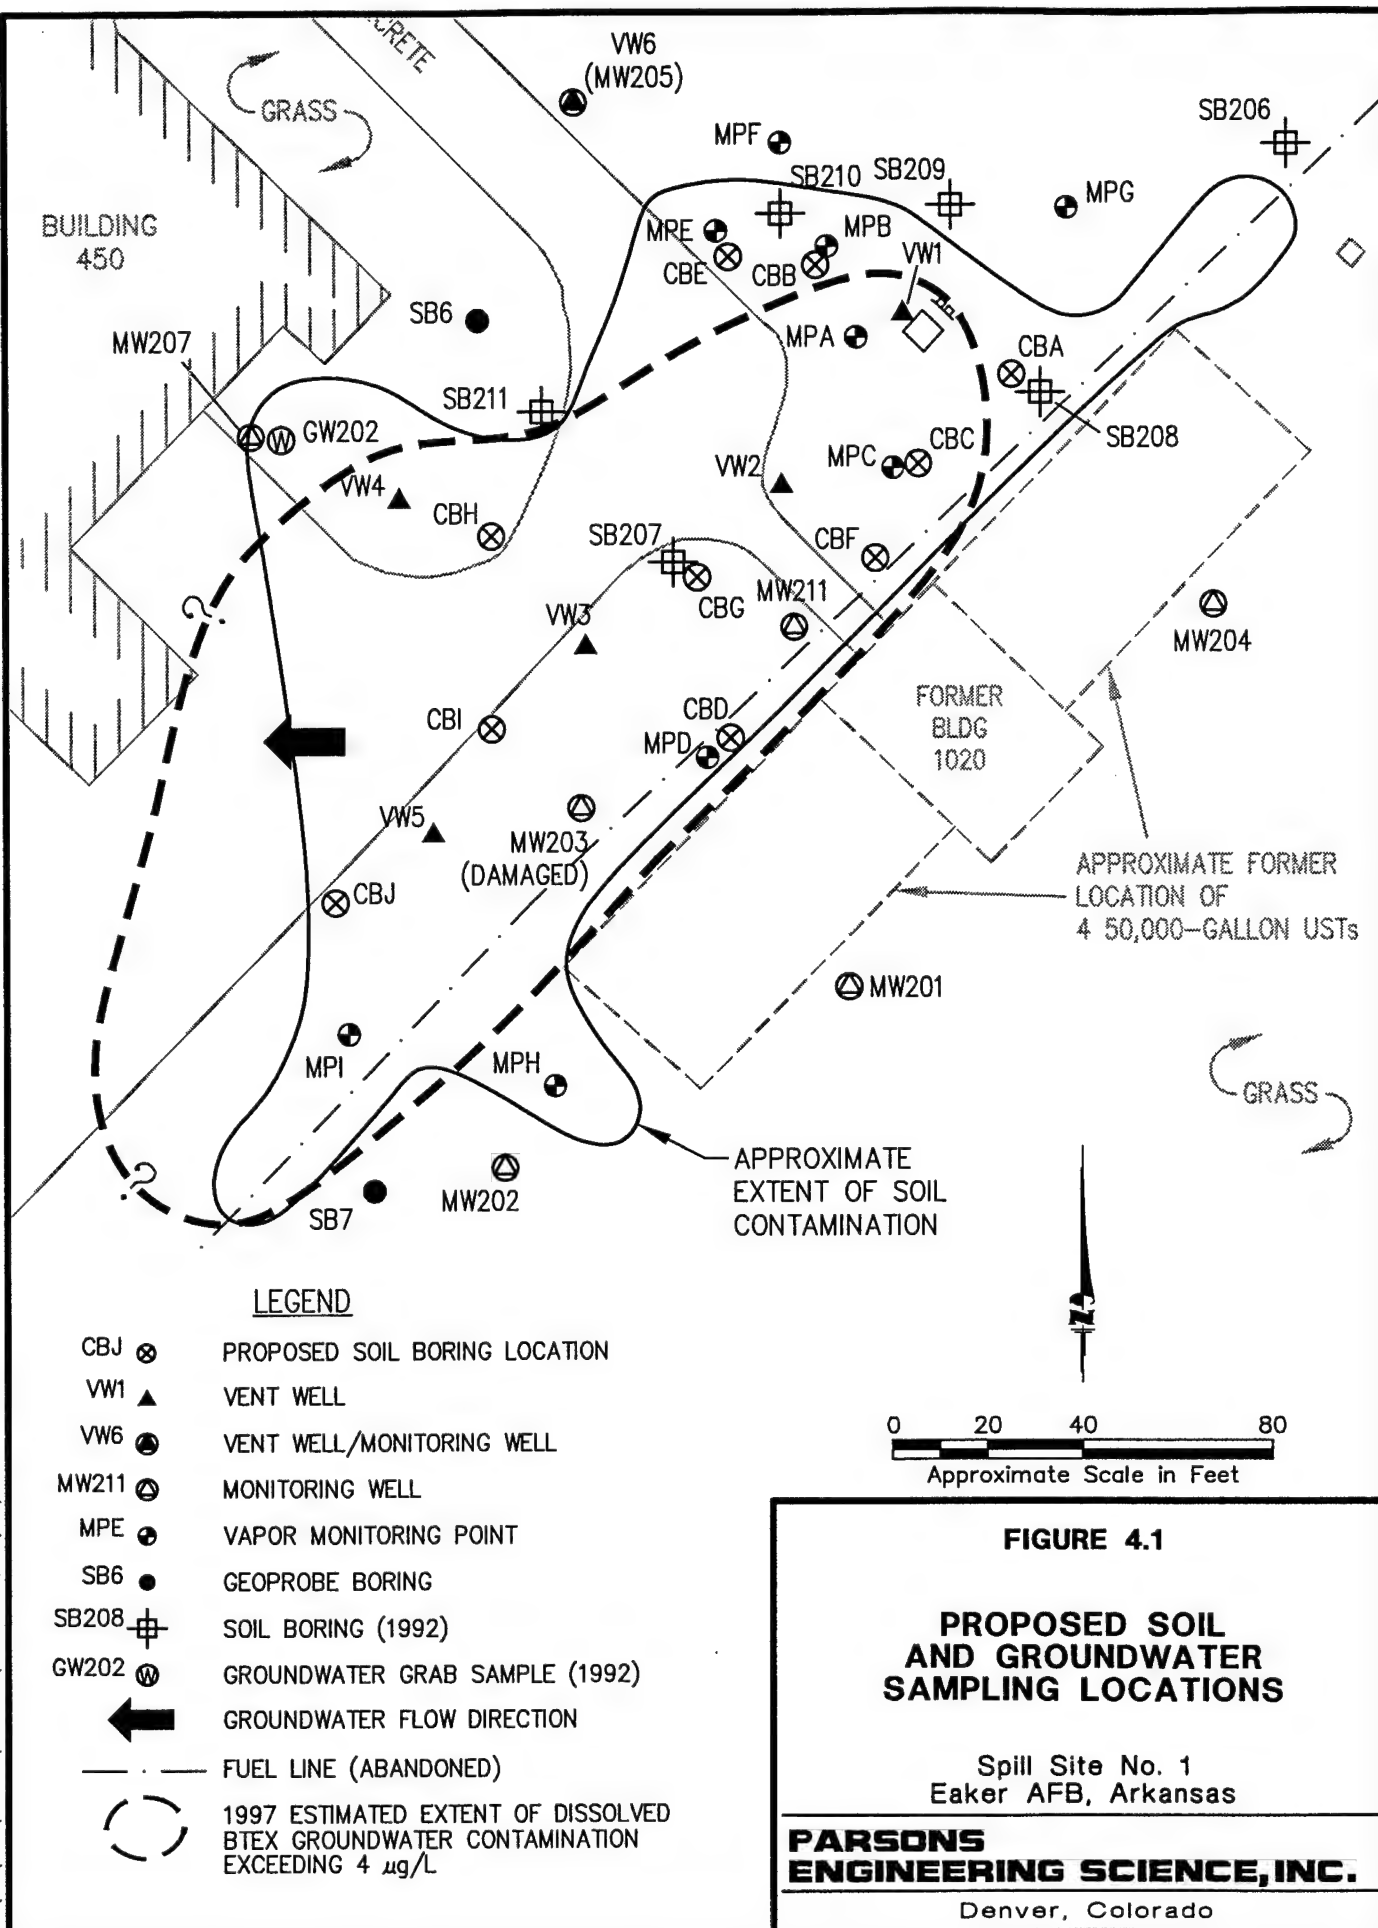 CRETE
VW6
(MW205)
GRASS
SB206
MPF
SB210
SB209
MPG
BUILDING
450
MPE
MPB
CBE
CBB
VW1
SB6
MPA
MW207
CBA
SB211
GW202
SB208
CBC
MPC
VW4
VW2
CBH
SB207
CBF
CBG
MW211
MW204
?
VW3
FORMER
BLDG
1020
CBI
CBD
MPD
VW5
MW203
(DAMAGED)
APPROXIMATE FORMER
LOCATION OF
4 50,000-GALLON USTs
CBJ
MW201
MPI
MPH
GRASS
?
APPROXIMATE
EXTENT OF SOIL
CONTAMINATION
SB7
MW202
N
LEGEND
CBJ PROPOSED SOIL BORING LOCATION
VW1 VENT WELL
VW6 VENT WELL/MONITORING WELL
MW211 MONITORING WELL
MPE VAPOR MONITORING POINT
SB6 GEOPROBE BORING
SB208 SOIL BORING (1992)
GW202 W GROUNDWATER GRAB SAMPLE (1992)
GROUNDWATER FLOW DIRECTION
FUEL LINE (ABANDONED)
1997 ESTIMATED EXTENT OF DISSOLVED
BTEX GROUNDWATER CONTAMINATION
EXCEEDING 4 µg/L
0 20 40 80
Approximate Scale in Feet
FIGURE 4.1
PROPOSED SOIL
AND GROUNDWATER
SAMPLING LOCATIONS
Spill Site No. 1
Eaker AFB, Arkansas
PARSONS
ENGINEERING SCIENCE, INC.
Denver, Colorado